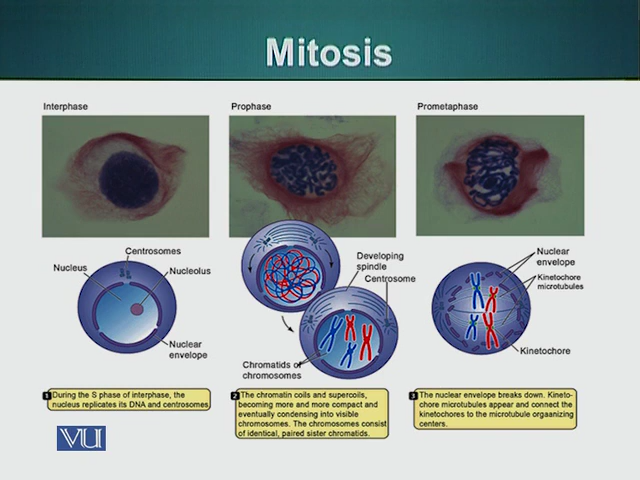 Mitosis
Interphase
Prophase
Prometaphase
Centrosomes
Nucleus
Nucleolus
Nuclear
envelope
Developing
spindle
Centrosome
Chromatids of
chromosomes
Nuclear
envelope
Kinetochore
microtubules
Kinetochore
1 During the S phase of interphase, the
nucleus replicates its DNA and centrosomes
2 The chromatin coils and supercoils,
becoming more and more compact and
eventually condensing into visible
chromosomes. The chromosomes consist
of identical, paired sister chromatids.
3 The nuclear envelope breaks down. Kineto-
chore microtubules appear and connect the
kinetochores to the microtubule orgaanizing
centers.
VU